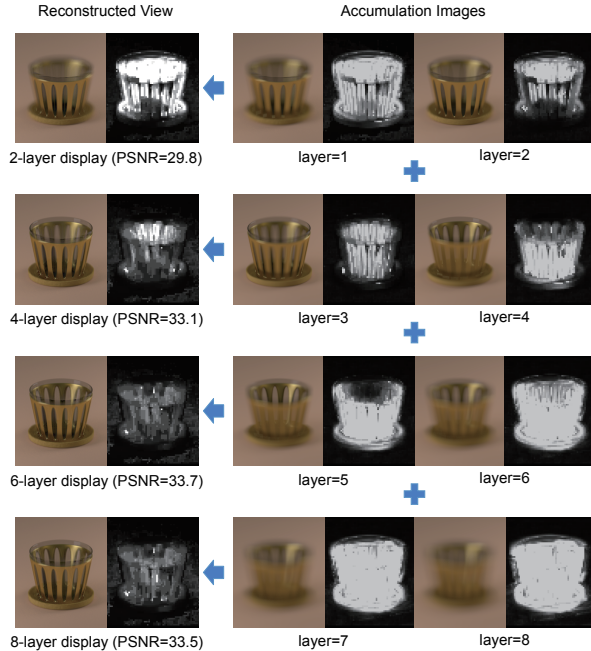 Reconstructed View
Accumulation Images
2-layer display (PSNR=29.8)
layer=1
layer=2
4-layer display (PSNR=33.1)
layer=3
layer=4
6-layer display (PSNR=33.7)
layer=5
layer=6
8-layer display (PSNR=33.5)
layer=7
layer=8